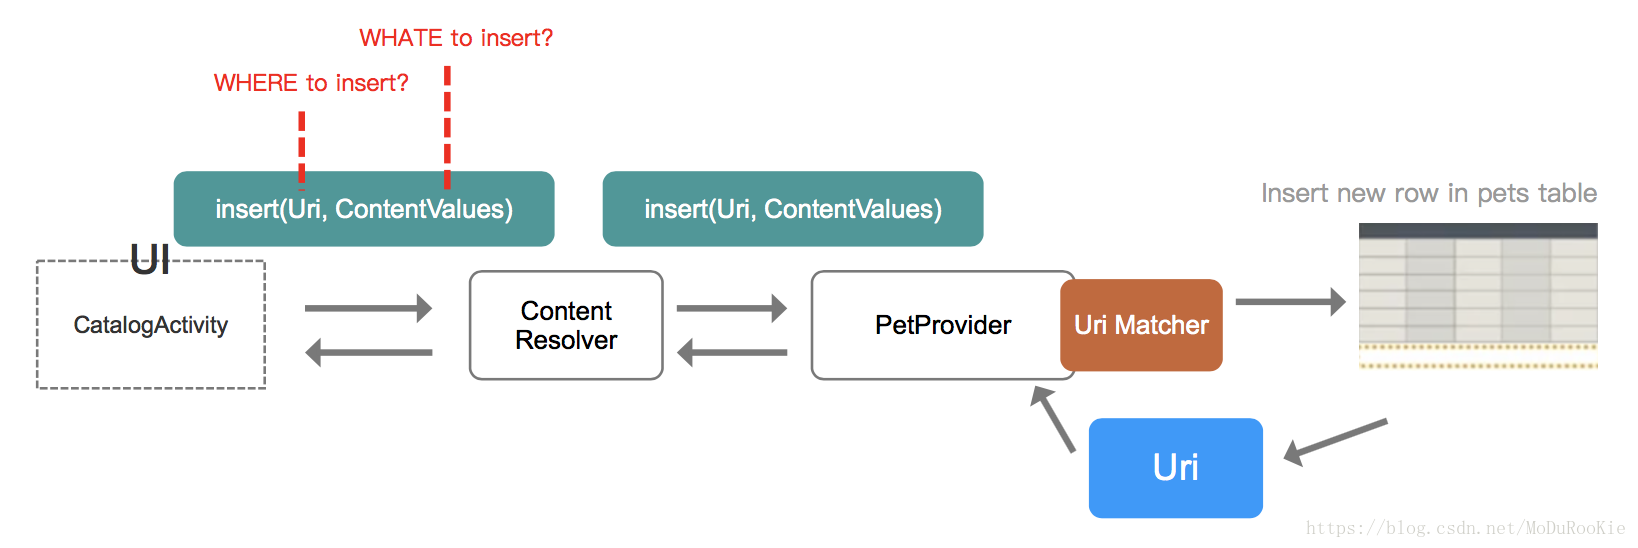 WHATE to insert?
WHERE to insert?
insert(Uri, ContentValues)
insert(Uri, ContentValues)
Insert new row in pets table
UI
CatalogActivity
Content
Resolver
PetProvider
Uri Matcher
Uri
https://blog.csdn.net/MoDuRooKie